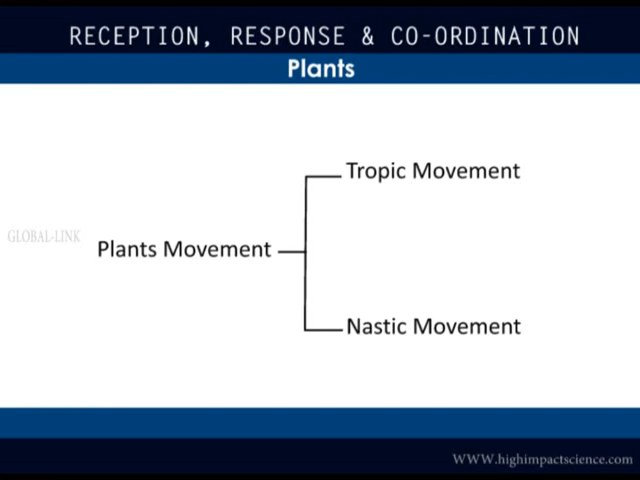 RECEPTION, RESPONSE & CO-ORDINATION
Plants
Tropic Movement
GLOBAL-LINK
Plants Movement
Nastic Movement
WWW.highimpactscience.com